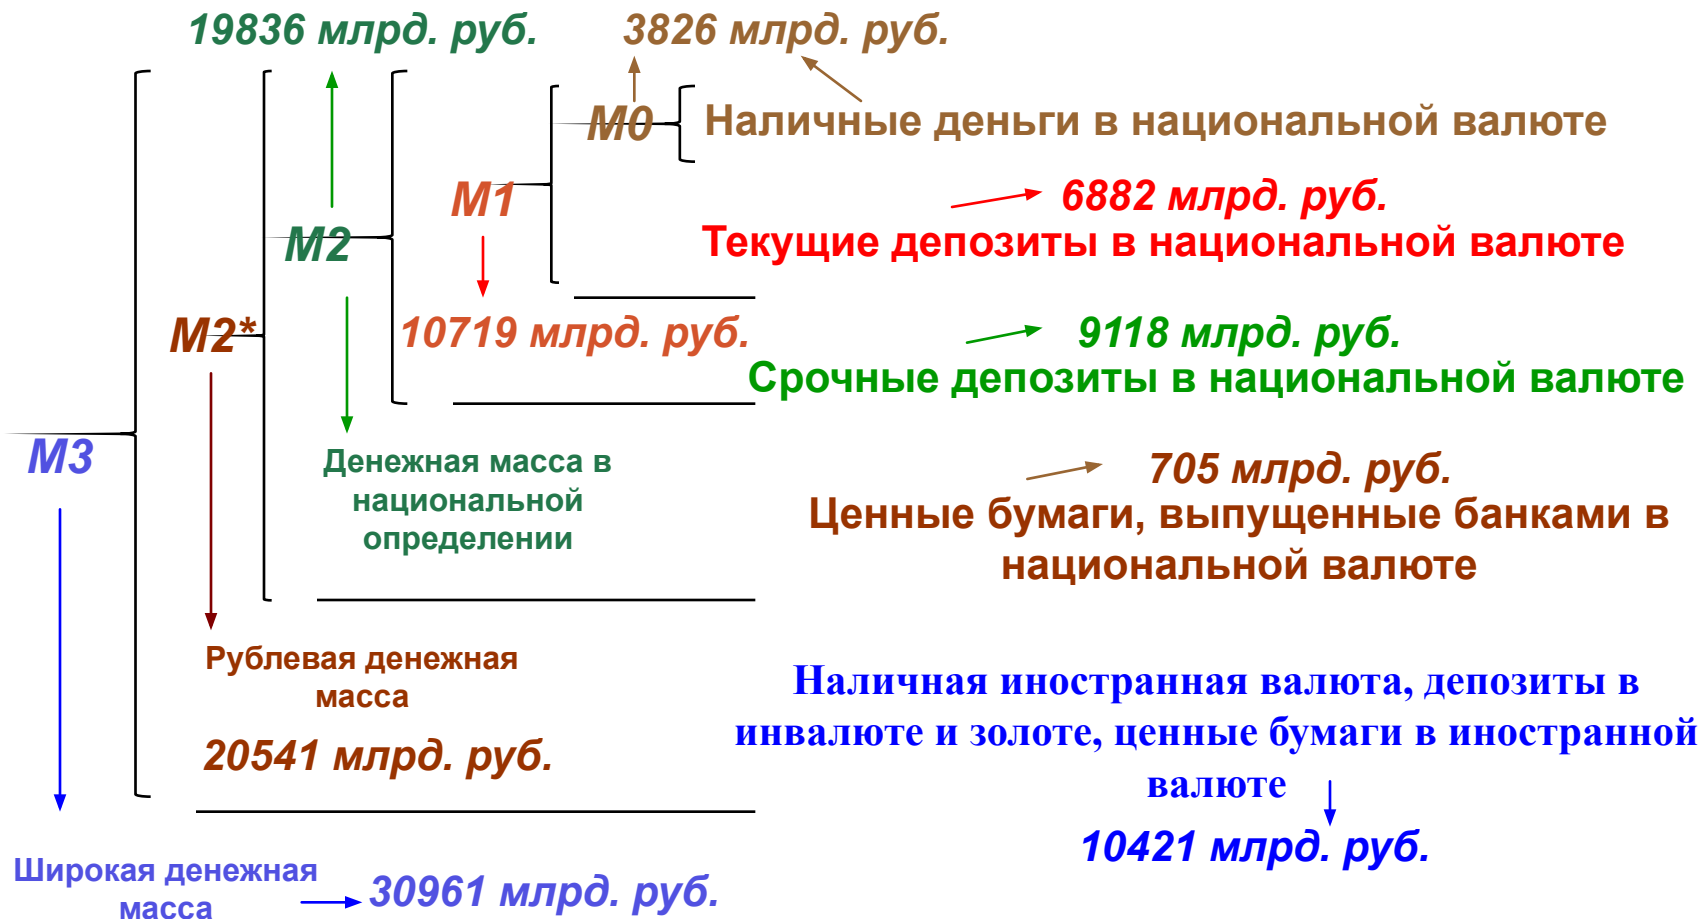 19836 млрд. руб.
3826 млрд. руб.
М0
Наличные деньги в национальной валюте
М1
6882 млрд. руб.
Текущие депозиты в национальной валюте
М2
М2*
10719 млрд. руб.
9118 млрд. руб.
Срочные депозиты в национальной валюте
М3
Денежная масса в
национальной
определении
705 млрд. руб.
Ценные бумаги, выпущенные банками в
национальной валюте
Рублевая денежная
масса
20541 млрд. руб.
Наличная иностранная валюта, депозиты в
инвалюте и золоте, ценные бумаги в иностранной
валюте
10421 млрд. руб.
Широкая денежная
масса
30961 млрд. руб.